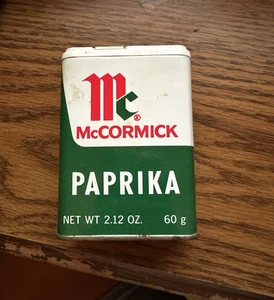 Mc®
McCORMICK
PAPRIKA
NET WT 2.12 OZ. 60 g